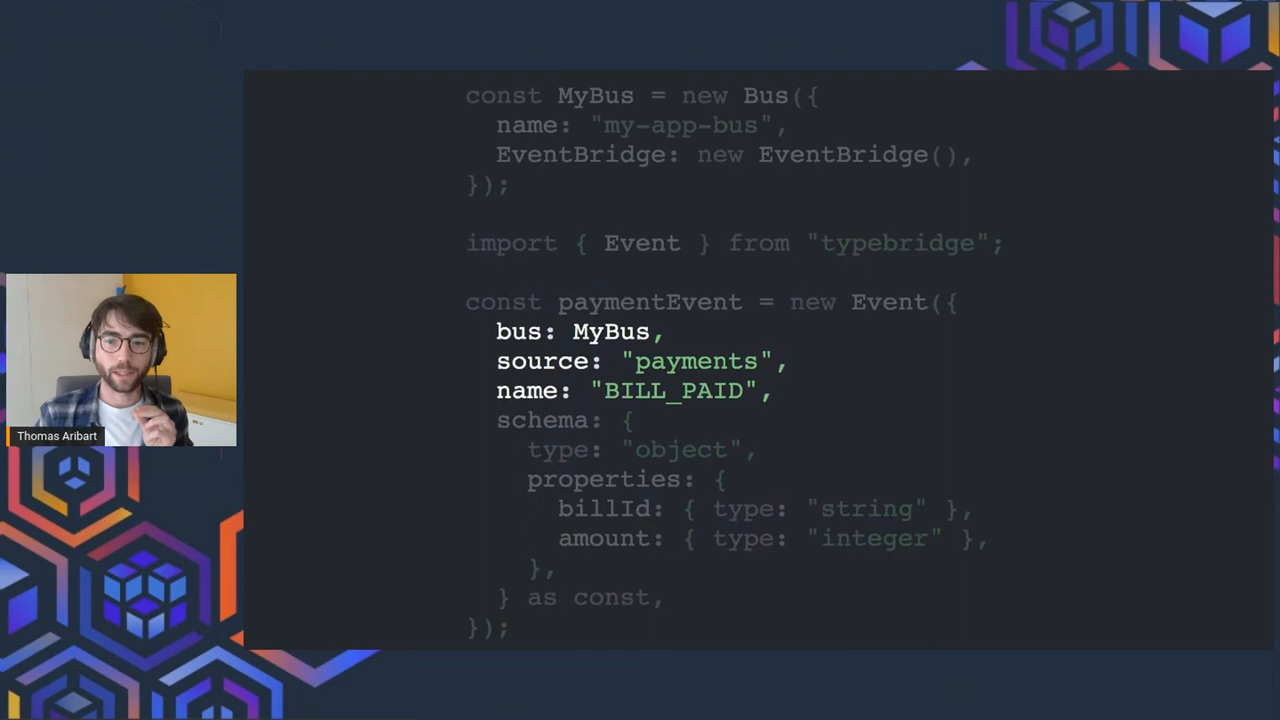 const MyBus = new Bus({
name: "my-app-bus",
EventBridge: new EventBridge(),
});
import { Event } from "typebridge";
const paymentEvent = new Event({
bus: MyBus,
source: "payments",
name: "BILL_PAID",
schema: {
type: "object",
properties: {
billId: { type: "string" },
amount: { type: "integer" },
},
} as const,
});
Thomas Aribart